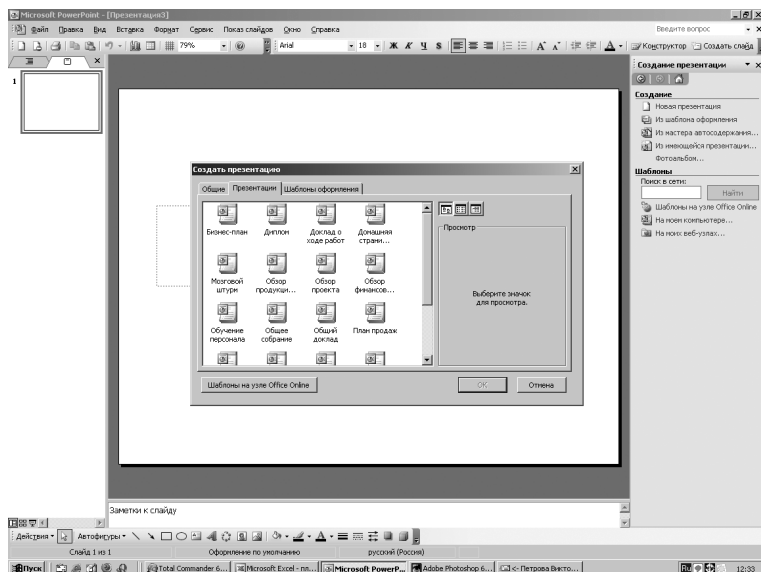 Microsoft PowerPoint - [Презентация3]
Файл Правка Вид Вставка Формат Сервис Показ слайдов Окно Справка
Введите вопрос
79%
Arial
18
Ж К Ч S
Конструктор Создать слайд
1
Создание презентации
Создание
Новая презентация
Из шаблона оформления
Из мастера автосодержания...
Из имеющейся презентации...
Фотоальбом...
Шаблоны
Поиск в сети:
Найти
Шаблоны на узле Office Online
На моем компьютере...
На моих веб-узлах...
Создать презентацию
Общие Презентации Шаблоны оформления
Бизнес-план Диплом Доклад о ходе работ Домашняя страни...
Мозговой штурм Обзор продукци... Обзор проекта Обзор финансов...
Обучение персонала Общее собрание Общий доклад План продаж
Просмотр
Выберите значок
для просмотра.
Шаблоны на узле Office Online
ОК
Отмена
Заметки к слайду
Действия Автофигуры
Слайд 1 из 1 Оформление по умолчанию русский (Россия)
Пуск Total Commander 6... Microsoft Excel - пл... Microsoft PowerP... Adobe Photoshop 6... <- Петрова Викто... Ru 12:33